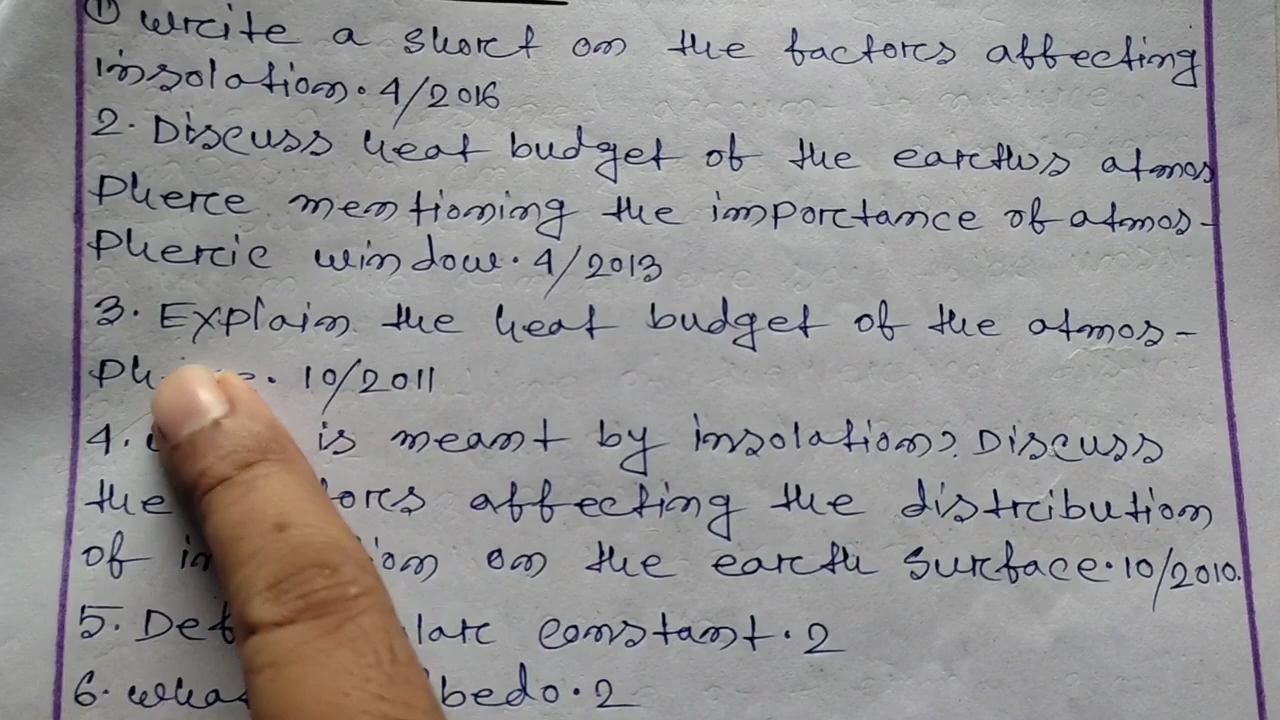 ① Write a short on the factors affecting
insolation. 4/2016
2. Discuss heat budget of the earths atmos
phere mentioning the importance of atmos-
pheric window. 4/2013
3. Explain the heat budget of the atmos-
10/2011
4. is meant by insolation? Discuss
the affecting the distribution
of on the earth surface. 10/2010.
5. constant. 2
6. 2